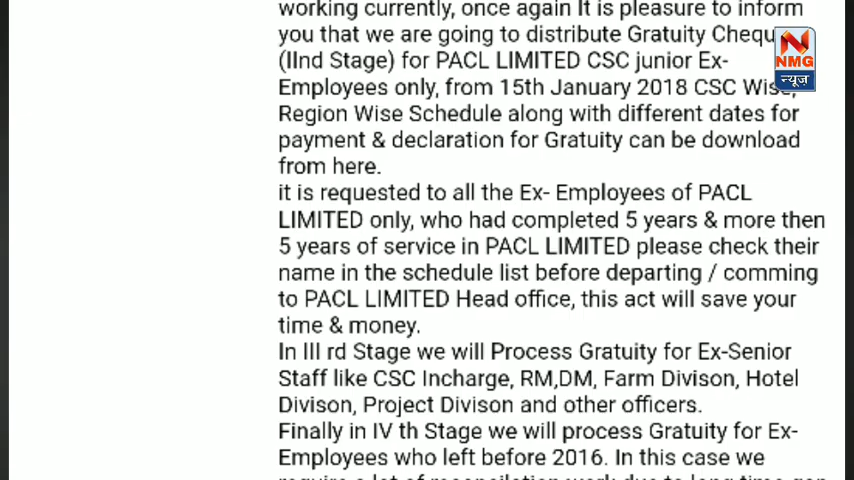 working currently, once again It is pleasure to inform
you that we are going to distribute Gratuity
(IInd Stage) for PACL LIMITED CSC junior Ex-
Employees only, from 15th January 2018 CSC Wise,
Region Wise Schedule along with different dates for
payment & declaration for Gratuity can be download
from here.
it is requested to all the Ex- Employees of PACL
LIMITED only, who had completed 5 years & more then
5 years of service in PACL LIMITED please check their
name in the schedule list before departing / comming
to PACL LIMITED Head office, this act will save your
time & money.
In III rd Stage we will Process Gratuity for Ex-Senior
Staff like CSC Incharge, RM,DM, Farm Divison, Hotel
Divison, Project Divison and other officers.
Finally in IV th Stage we will process Gratuity for Ex-
Employees who left before 2016. In this case we
NMG
न्यूज